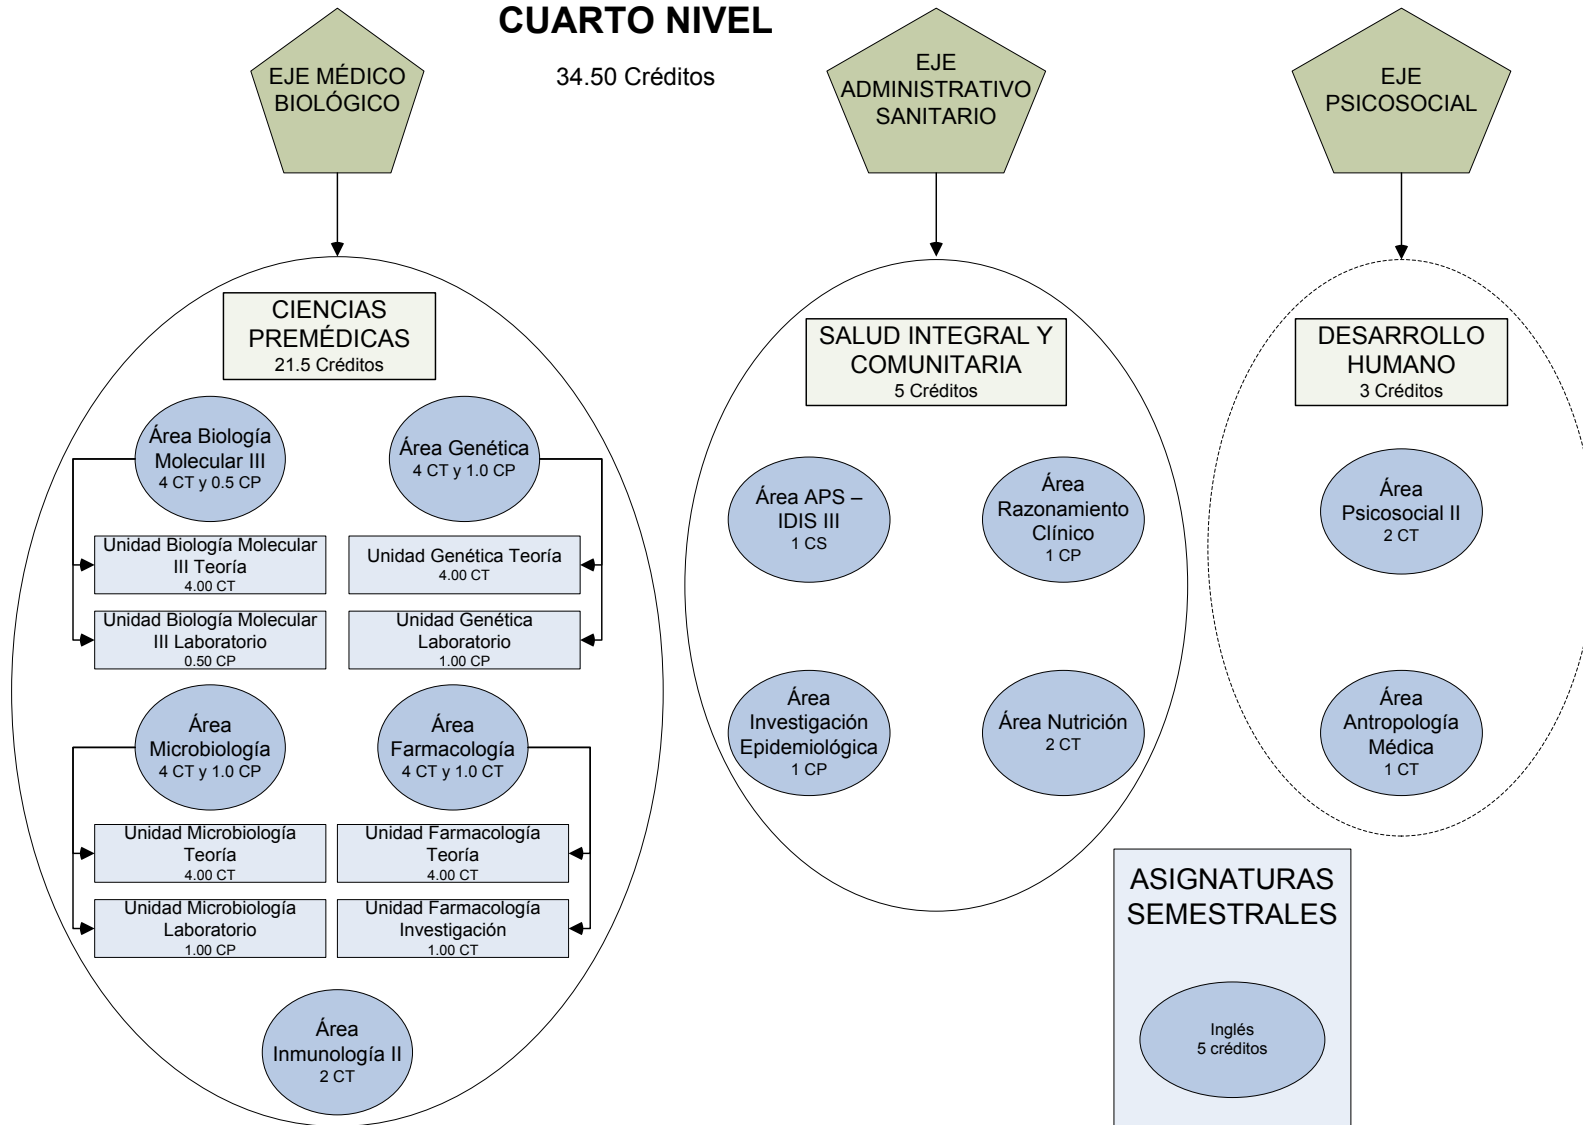 CUARTO NIVEL
34.50 Créditos
EJE MÉDICO
BIOLÓGICO
EJE
ADMINISTRATIVO
SANITARIO
EJE
PSICOSOCIAL
CIENCIAS
PREMÉDICAS
21.5 Créditos
Área Biología
Molecular III
4 CT y 0.5 CP
Área Genética
4 CT y 1.0 CP
Unidad Biología Molecular
III Teoría
4.00 CT
Unidad Genética Teoría
4.00 CT
Unidad Biología Molecular
III Laboratorio
0.50 CP
Unidad Genética
Laboratorio
1.00 CP
Área
Microbiología
4 CT y 1.0 CP
Área
Farmacología
4 CT y 1.0 CT
Unidad Microbiología
Teoría
4.00 CT
Unidad Farmacología
Teoría
4.00 CT
Unidad Microbiología
Laboratorio
1.00 CP
Unidad Farmacología
Investigación
1.00 CT
Área
Inmunología II
2 CT
SALUD INTEGRAL Y
COMUNITARIA
5 Créditos
Área APS –
IDIS III
1 CS
Área
Razonamiento
Clínico
1 CP
Área
Investigación
Epidemiológica
1 CP
Área Nutrición
2 CT
DESARROLLO
HUMANO
3 Créditos
Área
Psicosocial II
2 CT
Área
Antropología
Médica
1 CT
ASIGNATURAS
SEMESTRALES
Inglés
5 créditos